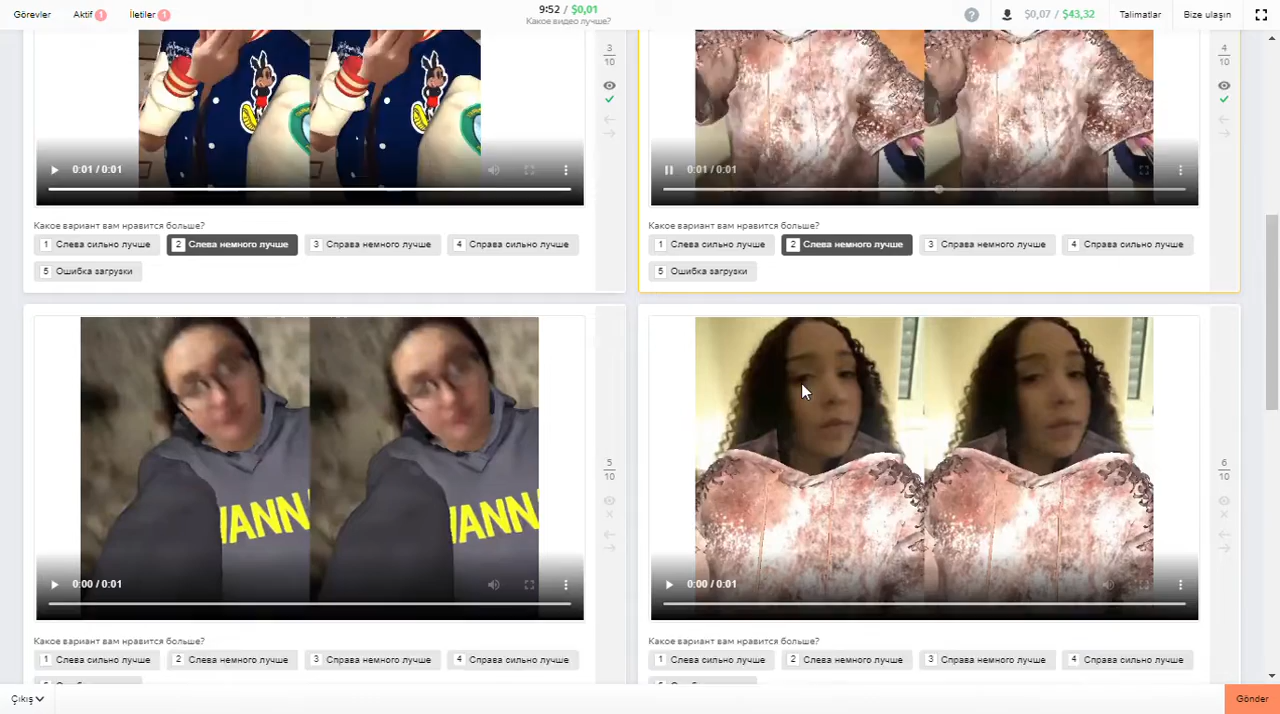 Görevler Aktif 1 İletiler 1 9:52 / $0,01 ? $0,07 / $43,32 Talimatlar Bize ulaşın
Какое видео лучше?
3
10
0:01 / 0:01
Какое вариант вам нравится больше?
1 Слева сильно лучше 2 Слева немного лучше 3 Справа немного лучше 4 Справа сильно лучше
5 Ошибка загрузки
4
10
0:01 / 0:01
Какое вариант вам нравится больше?
1 Слева сильно лучше 2 Слева немного лучше 3 Справа немного лучше 4 Справа сильно лучше
5 Ошибка загрузки
VANN VANN
5
10
0:00 / 0:01
Какое вариант вам нравится больше?
1 Слева сильно лучше 2 Слева немного лучше 3 Справа немного лучше 4 Справа сильно лучше
6
10
0:00 / 0:01
Какое вариант вам нравится больше?
1 Слева сильно лучше 2 Слева немного лучше 3 Справа немного лучше 4 Справа сильно лучше
Çıkış Gönder